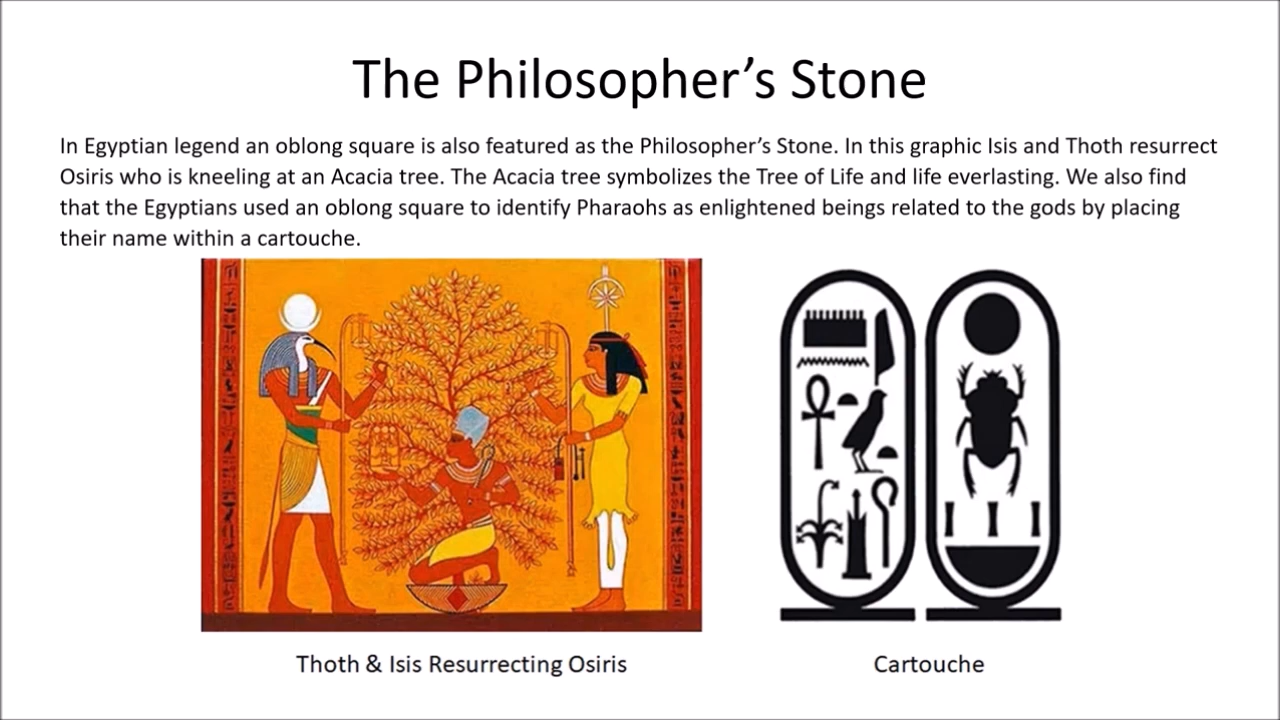 The Philosopher’s Stone
In Egyptian legend an oblong square is also featured as the Philosopher’s Stone. In this graphic Isis and Thoth resurrect
Osiris who is kneeling at an Acacia tree. The Acacia tree symbolizes the Tree of Life and life everlasting. We also find
that the Egyptians used an oblong square to identify Pharaohs as enlightened beings related to the gods by placing
their name within a cartouche.
Thoth & Isis Resurrecting Osiris
Cartouche